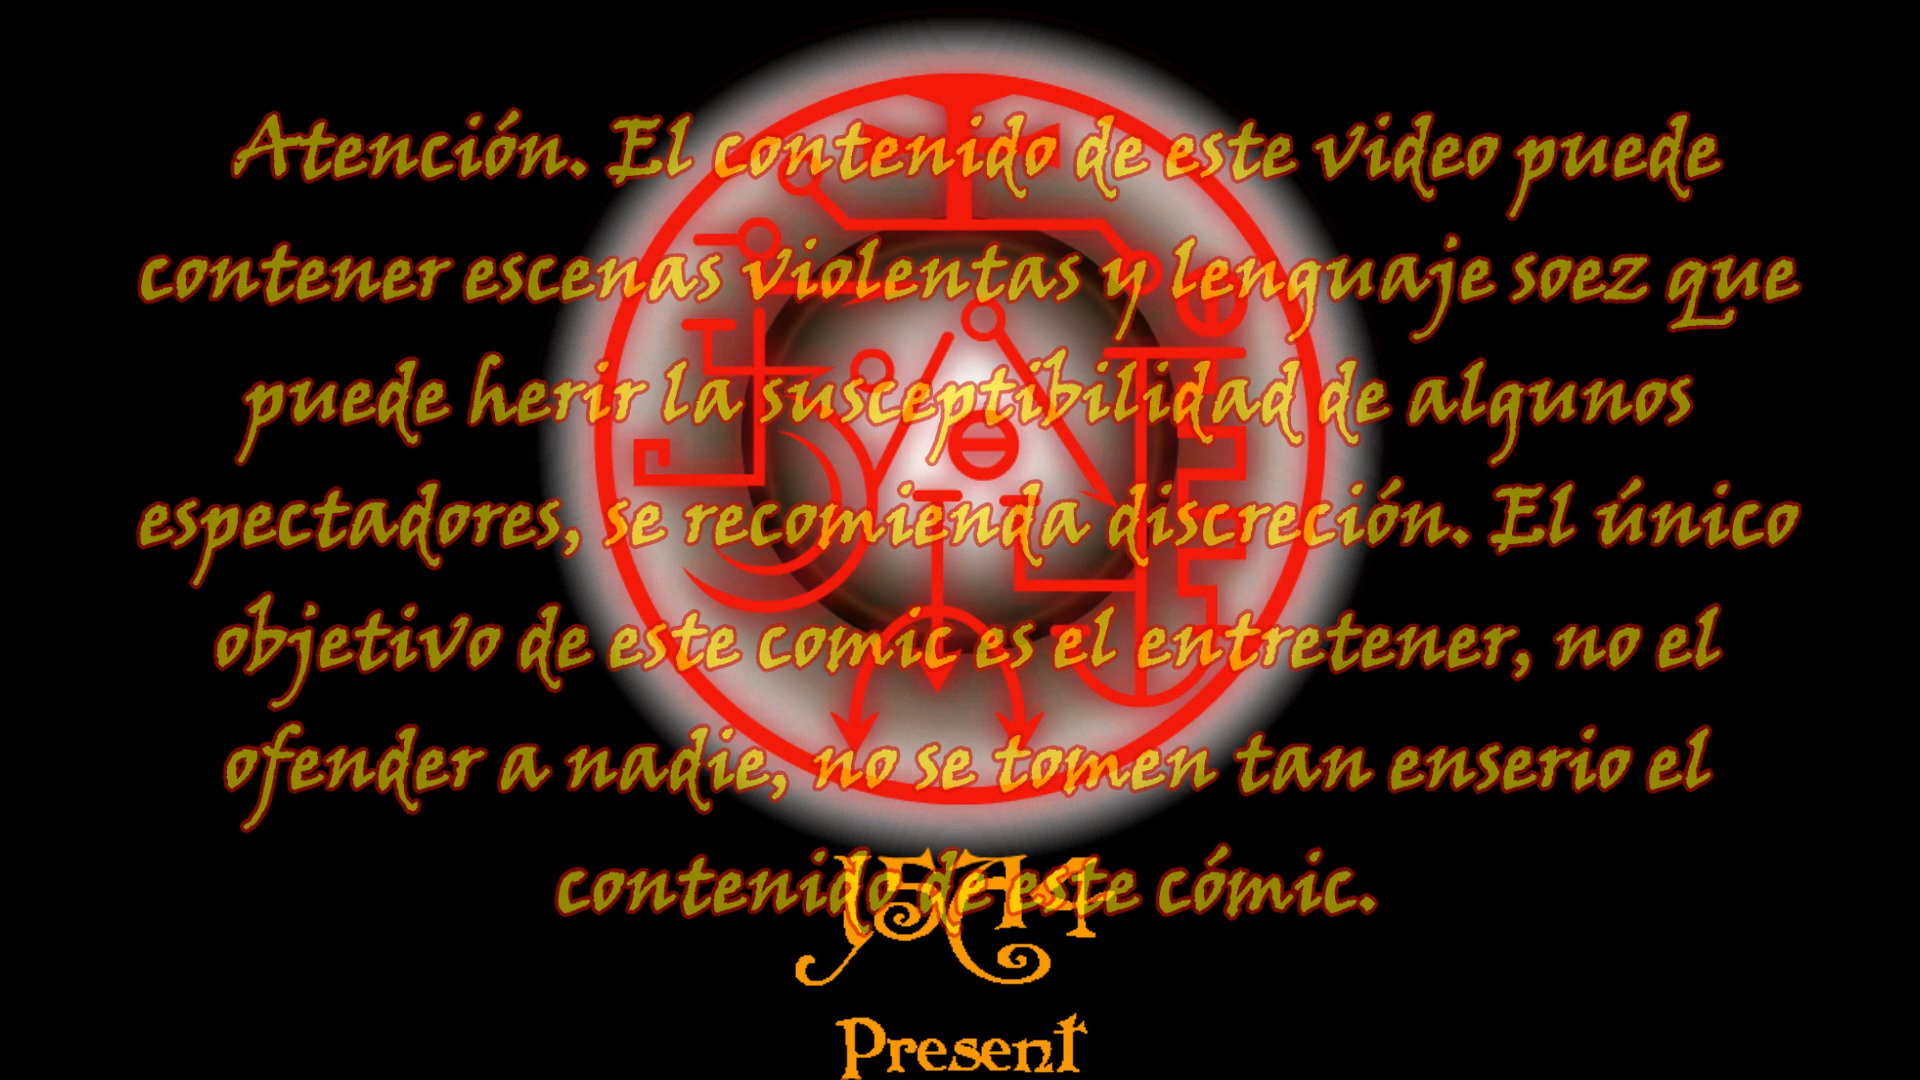 Atención. El contenido de este video puede
contener escenas violentas y lenguaje soez que
puede herir la susceptibilidad de algunos
espectadores, se recomienda discreción. El único
objetivo de este comic es el entretener, no el
ofender a nadie, no se tomen tan enserio el
contenido de este cómic.
Present